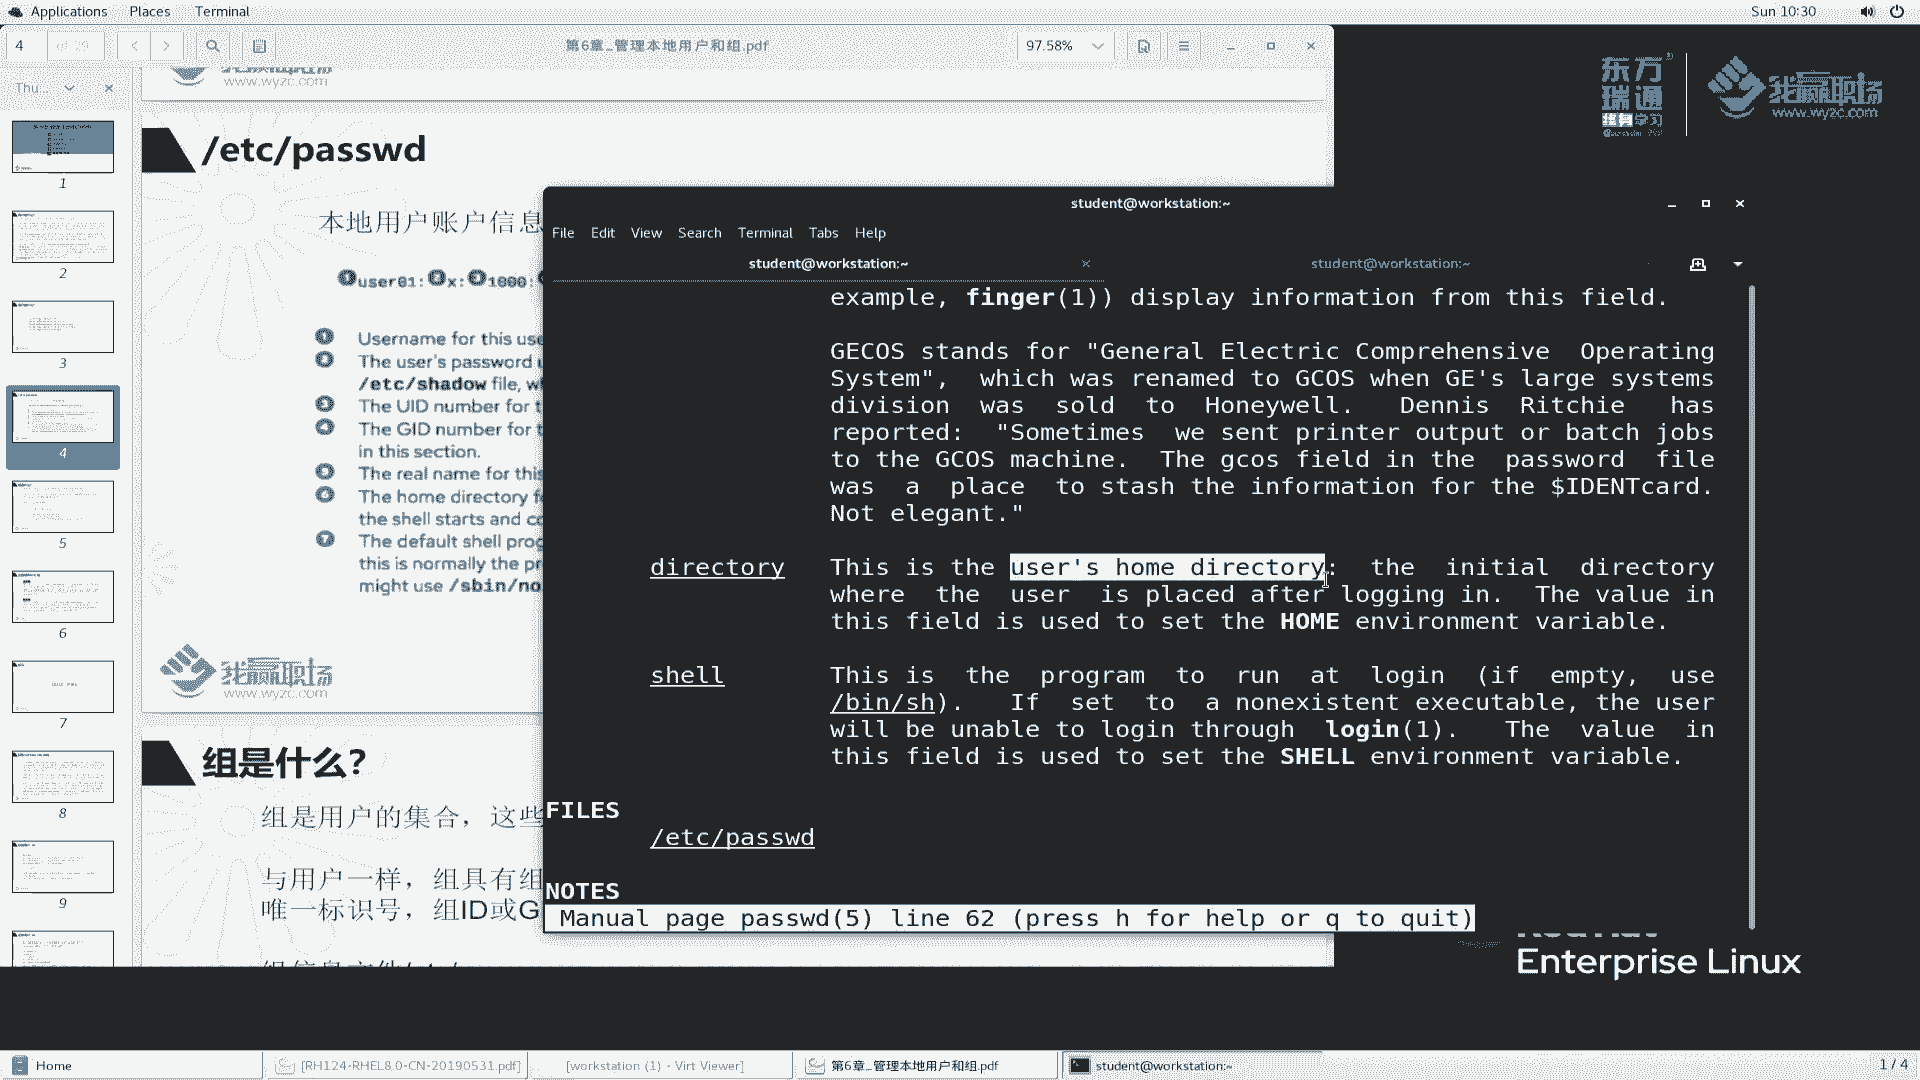 Applications Places Terminal
Sun 10:30
4 of 29
第6章_管理本地用户和组.pdf
97.58%
Thu...
1
2
3
4
5
6
7
8
9
www.wyzc.com
/etc/passwd
本地用户账户信息
1 user01: 2 x: 3 1000:
1 Username for this use
2 The user's password u
/etc/shadow file, w
3 The UID number for t
4 The GID number for t
in this section.
5 The real name for this
6 The home directory f
the shell starts and co
7 The default shell prog
this is normally the pr
might use /sbin/no
我赢职场
www.wyzc.com
组是什么?
组是用户的集合，这些
与用户一样，组具有组
唯一标识号，组ID或G
东方
瑞通
终身学习
我赢职场
www.wyzc.com
student@workstation:~
File Edit View Search Terminal Tabs Help
student@workstation:~
student@workstation:~
example, finger(1)) display information from this field.
GECOS stands for "General Electric Comprehensive Operating
System", which was renamed to GCOS when GE's large systems
division was sold to Honeywell. Dennis Ritchie has
reported: "Sometimes we sent printer output or batch jobs
to the GCOS machine. The gcos field in the password file
was a place to stash the information for the $IDENTcard.
Not elegant."
directory This is the user's home directory: the initial directory
where the user is placed after logging in. The value in
this field is used to set the HOME environment variable.
shell This is the program to run at login (if empty, use
/bin/sh). If set to a nonexistent executable, the user
will be unable to login through login(1). The value in
this field is used to set the SHELL environment variable.
FILES
/etc/passwd
NOTES
Manual page passwd(5) line 62 (press h for help or q to quit)
Enterprise Linux
Home
[RH124-RHEL8.0-CN-20190531.pdf]
[workstation (1) - Virt Viewer]
第6章_管理本地用户和组.pdf
student@workstation:~
1 / 4